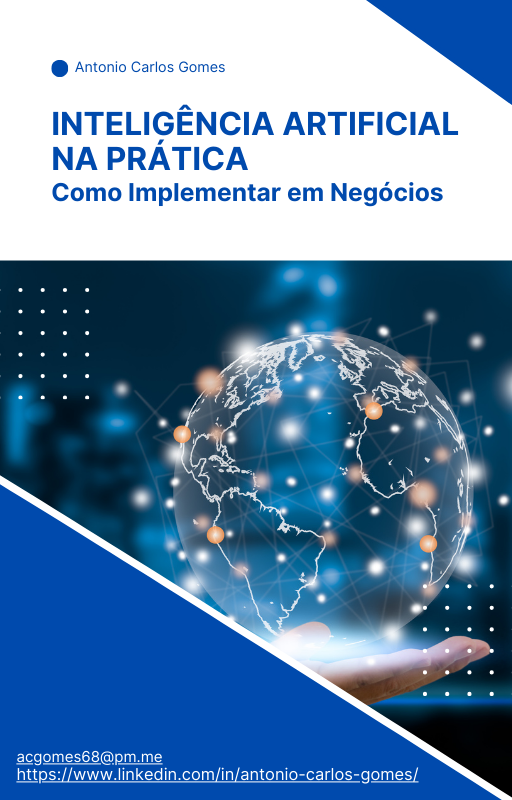 Antonio Carlos Gomes
INTELIGÊNCIA ARTIFICIAL
NA PRÁTICA
Como Implementar em Negócios
acgomes68@pm.me
https://www.linkedin.com/in/antonio-carlos-gomes/